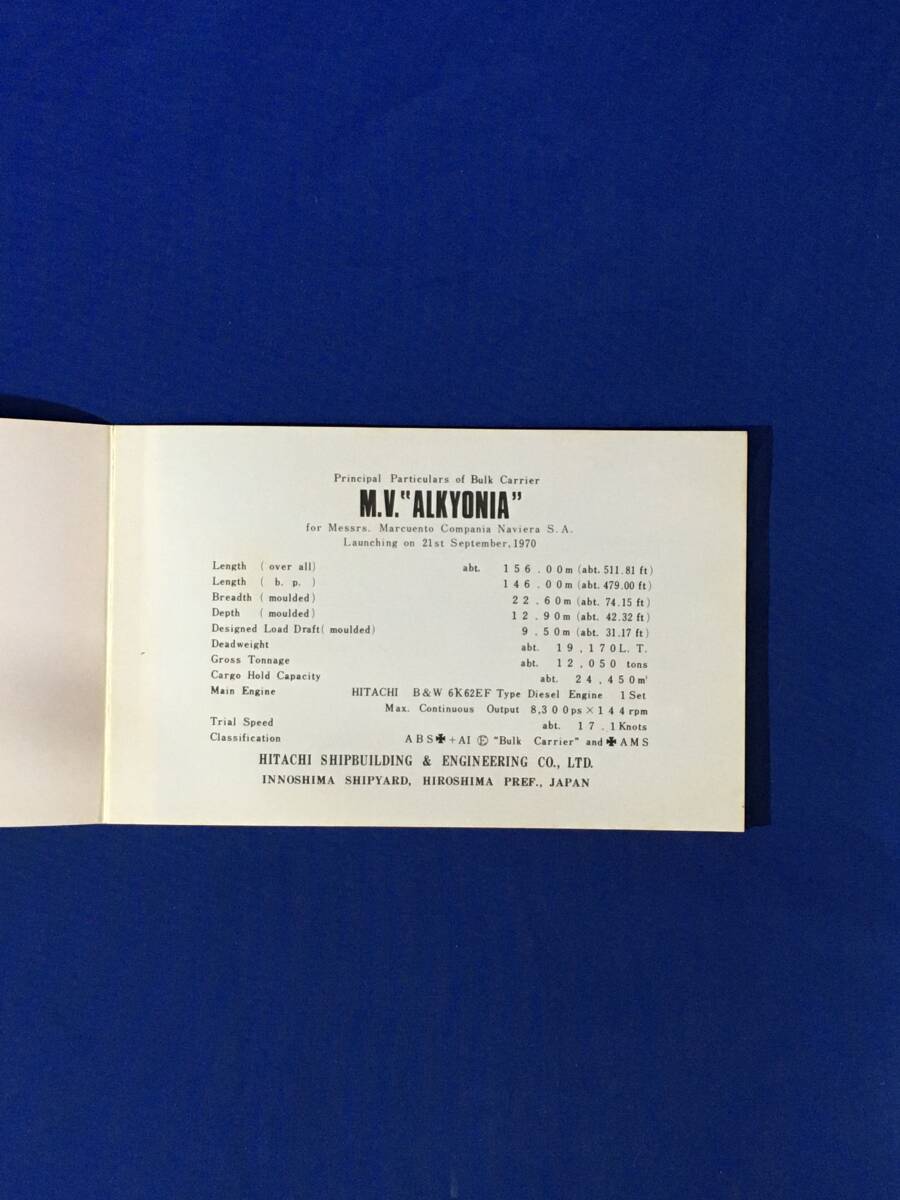 Principal Particulars of Bulk Carrier
M.V. "ALKYONIA"
for Messrs. Marcuento Compania Naviera S.A.
Launching on 21st September, 1970
Length (over all) abt. 156.00m (abt. 511.81 ft)
Length (b. p.) 146.00m (abt. 479.00 ft)
Breadth (moulded) 22.60m (abt. 74.15 ft)
Depth (moulded) 12.90m (abt. 42.32 ft)
Designed Load Draft (moulded) 9.50m (abt. 31.17 ft)
Deadweight abt. 19,170L.T.
Gross Tonnage abt. 12,050 tons
Cargo Hold Capacity abt. 24,450m³
Main Engine HITACHI B&W 6K62EF Type Diesel Engine 1 Set
Max. Continuous Output 8,300ps×144rpm
Trial Speed abt. 17.1Knots
Classification ABS✠+AI Ⓔ "Bulk Carrier" and ✠AMS
HITACHI SHIPBUILDING & ENGINEERING CO., LTD.
INNOSHIMA SHIPYARD, HIROSHIMA PREF., JAPAN